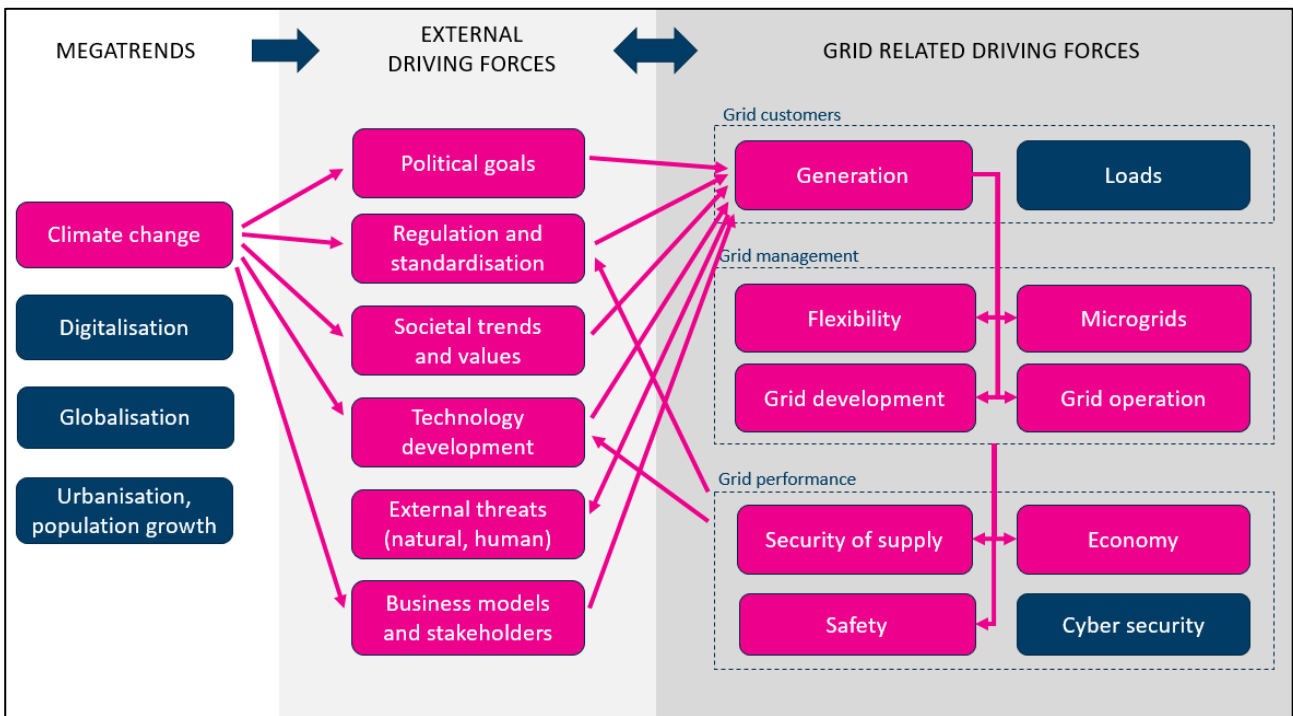 MEGATRENDS
EXTERNAL
DRIVING FORCES
GRID RELATED DRIVING FORCES
Climate change
Digitalisation
Globalisation
Urbanisation,
population growth
Political goals
Regulation and
standardisation
Societal trends
and values
Technology
development
External threats
(natural, human)
Business models
and stakeholders
Grid customers
Generation
Loads
Grid management
Flexibility
Microgrids
Grid development
Grid operation
Grid performance
Security of supply
Economy
Safety
Cyber security